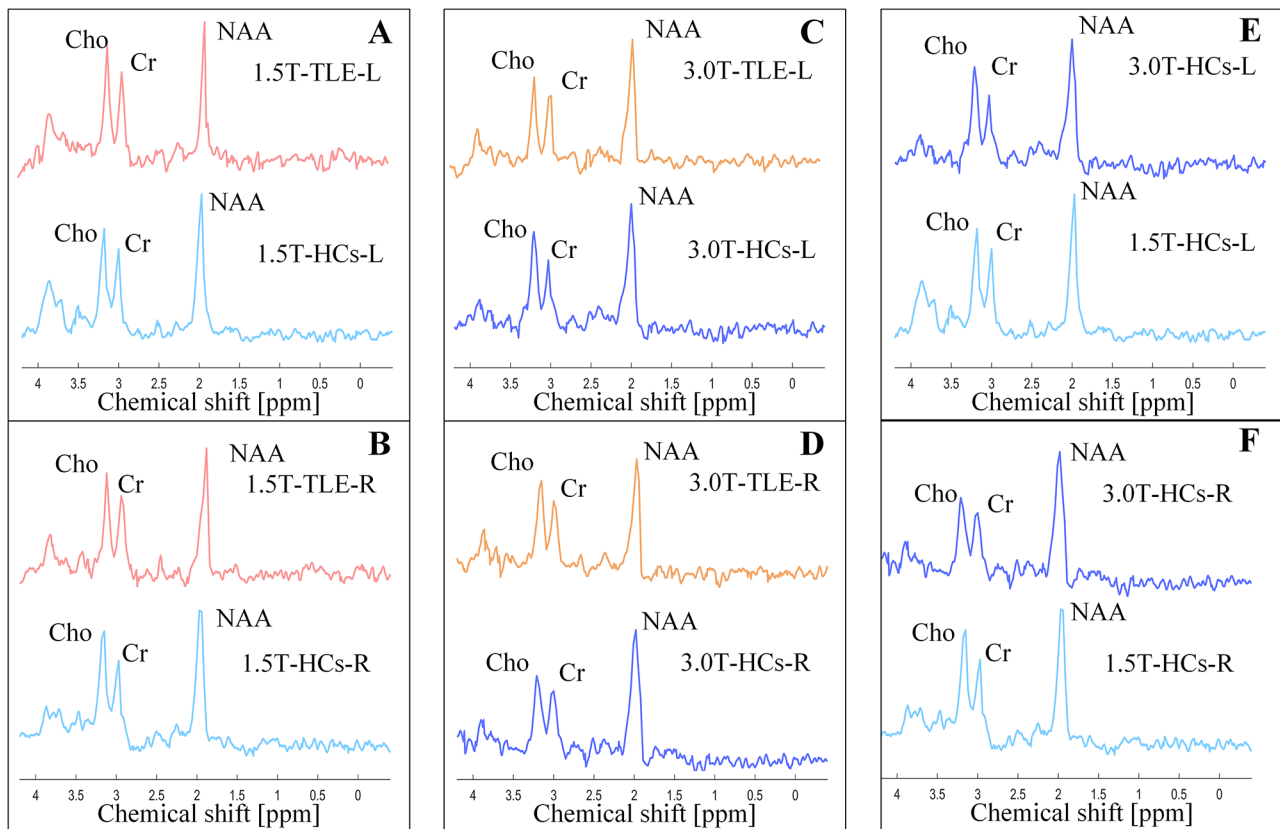 A
Cho
NAA
Cr
1.5T-TLE-L
NAA
Cho
Cr
1.5T-HCs-L
4 3.5 3 2.5 2 1.5 1 0.5 0
Chemical shift [ppm]
B
Cho
NAA
Cr
1.5T-TLE-R
NAA
Cho
Cr
1.5T-HCs-R
4 3.5 3 2.5 2 1.5 1 0.5 0
Chemical shift [ppm]
C
NAA
Cho
3.0T-TLE-L
Cr
NAA
Cho
Cr
3.0T-HCs-L
4 3.5 3 2.5 2 1.5 1 0.5 0
Chemical shift [ppm]
D
NAA
Cho
3.0T-TLE-R
Cr
NAA
Cho
Cr
3.0T-HCs-R
4 3.5 3 2.5 2 1.5 1 0.5 0
Chemical shift [ppm]
E
NAA
Cho
3.0T-HCs-L
Cr
NAA
Cho
Cr
1.5T-HCs-L
4 3.5 3 2.5 2 1.5 1 0.5 0
Chemical shift [ppm]
F
NAA
Cho
3.0T-HCs-R
Cr
NAA
Cho
Cr
1.5T-HCs-R
4 3.5 3 2.5 2 1.5 1 0.5 0
Chemical shift [ppm]